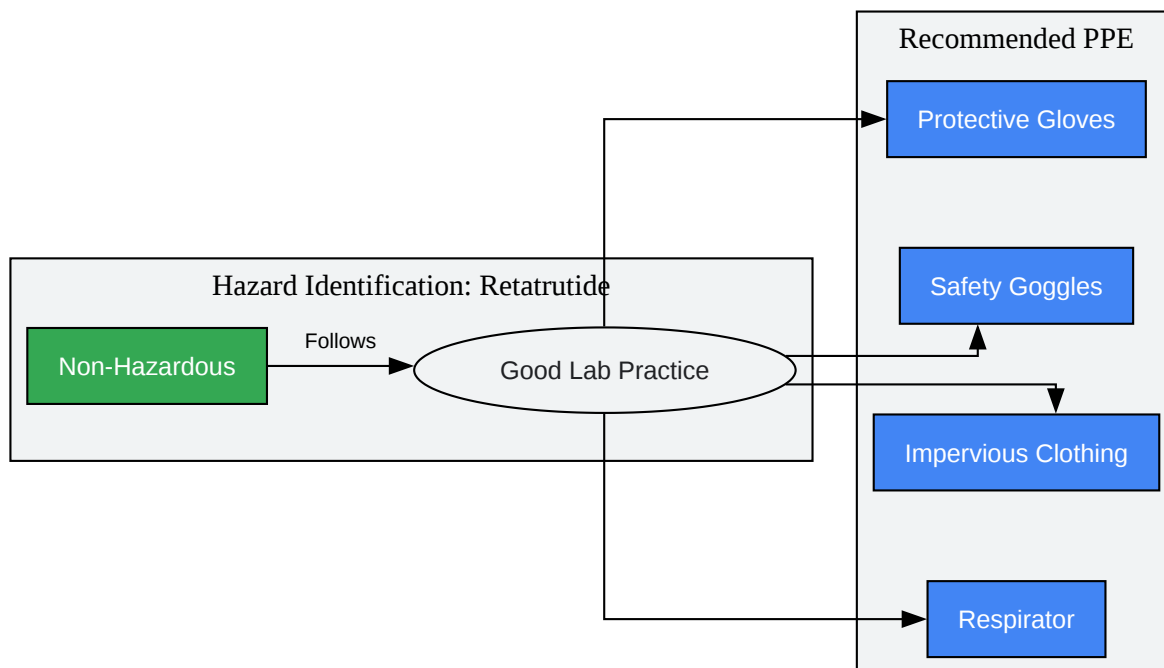 Recommended PPE
Protective Gloves
Hazard Identification: Retatrutide
Non-Hazardous
Follows
Good Lab Practice
Safety Goggles
Impervious Clothing
Respirator